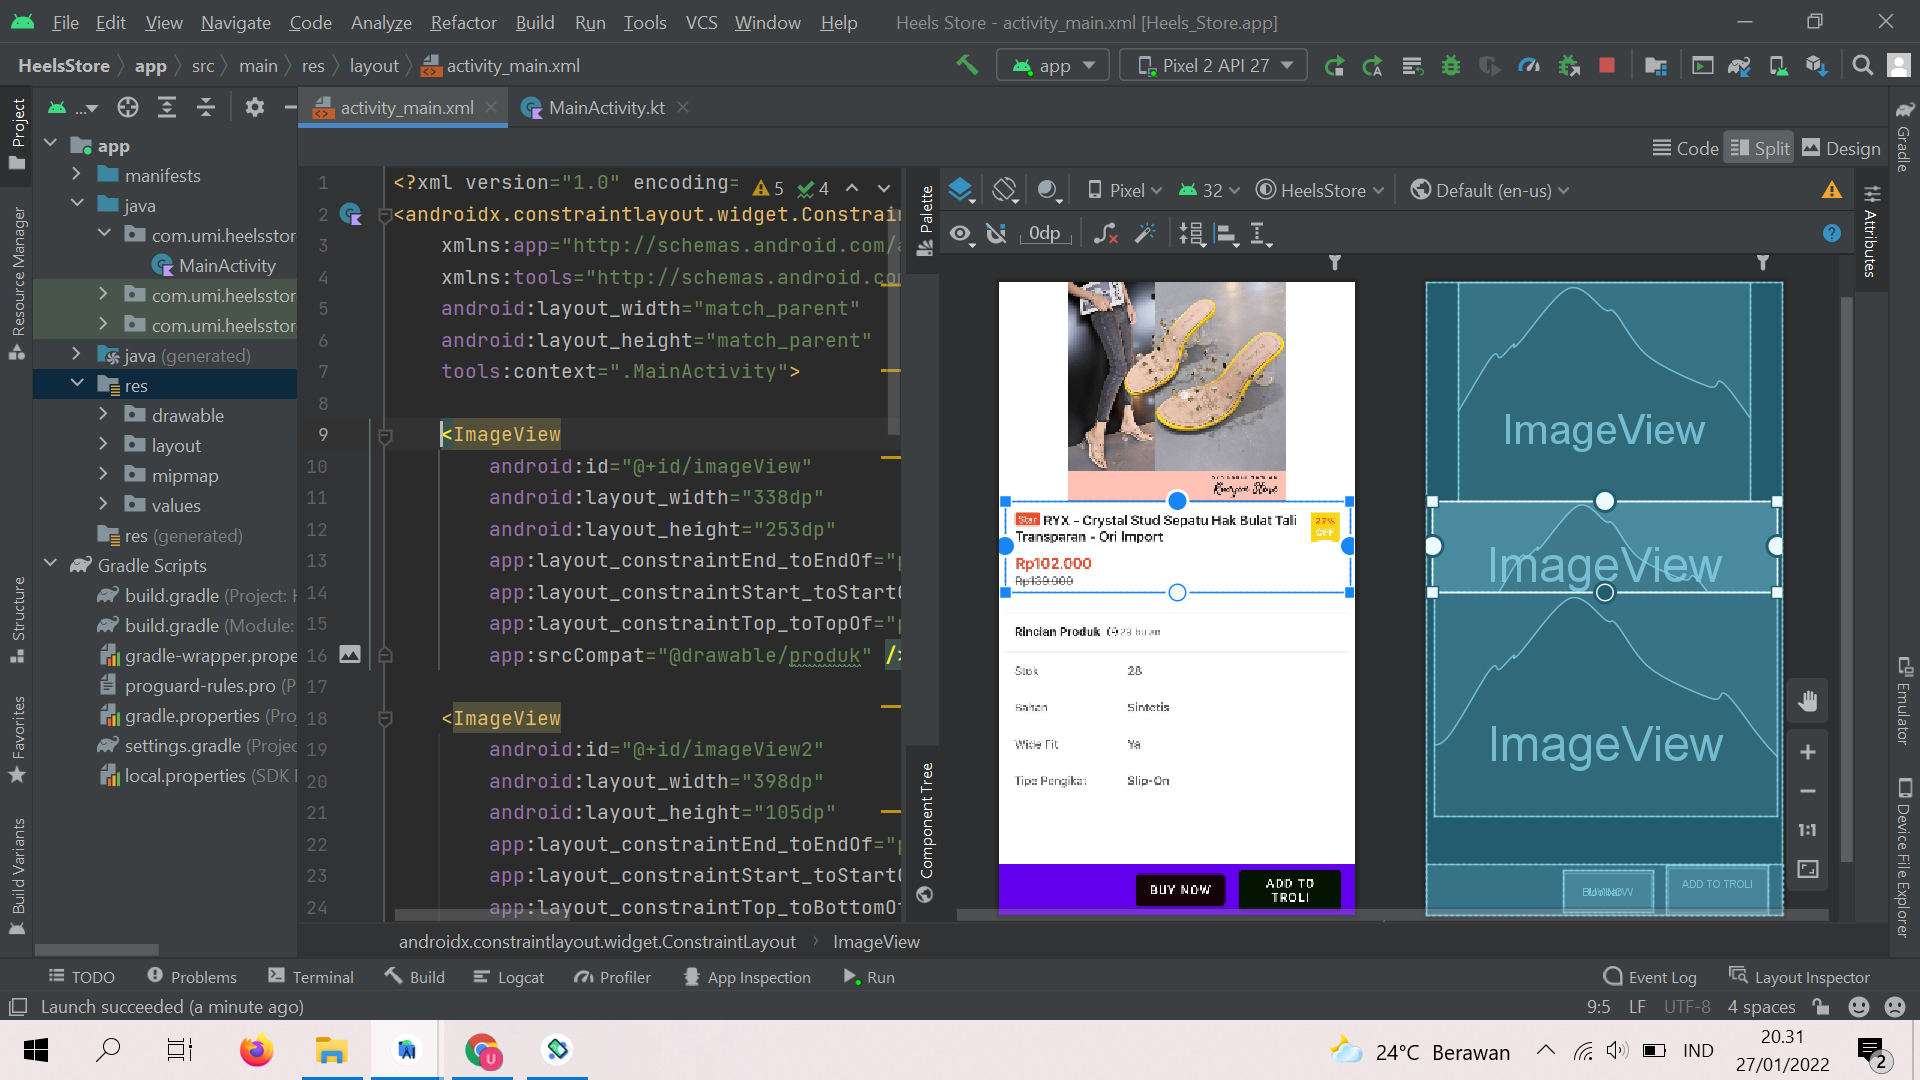 File Edit View Navigate Code Analyze Refactor Build Run Tools VCS Window Help Heels Store - activity_main.xml [Heels_Store.app]
HeelsStore app src main res layout activity_main.xml app Pixel 2 API 27
Project
... activity_main.xml MainActivity.kt
Gradle
Code Split Design
app
manifests
java
com.umi.heelsstor
MainActivity
com.umi.heelsstor
com.umi.heelsstor
java (generated)
res
drawable
layout
mipmap
values
res (generated)
Gradle Scripts
build.gradle (Project: H
build.gradle (Module:
gradle-wrapper.prope
proguard-rules.pro (P
gradle.properties (Proj
settings.gradle (Projec
local.properties (SDK
Resource Manager
Structure
Favorites
Build Variants
1 <?xml version="1.0" encoding= 5 4
2 <androidx.constraintlayout.widget.Constrai
3 xmlns:app="http://schemas.android.com/a
4 xmlns:tools="http://schemas.android.co
5 android:layout_width="match_parent"
6 android:layout_height="match_parent"
7 tools:context=".MainActivity">
8
9 <ImageView
10 android:id="@+id/imageView"
11 android:layout_width="338dp"
12 android:layout_height="253dp"
13 app:layout_constraintEnd_toEndOf="p
14 app:layout_constraintStart_toStartO
15 app:layout_constraintTop_toTopOf="p
16 app:srcCompat="@drawable/produk" />
17
18 <ImageView
19 android:id="@+id/imageView2"
20 android:layout_width="398dp"
21 android:layout_height="105dp"
22 app:layout_constraintEnd_toEndOf="p
23 app:layout_constraintStart_toStartO
24 app:layout_constraintTop_toBottomO
Palette
Component Tree
Pixel 32 HeelsStore Default (en-us)
0dp
Attributes
Emulator
Device File Explorer
Star RYX - Crystal Stud Sepatu Hak Bulat Tali
Transparan - Ori Import
27%
OFF
Rp102.000
Rp139.000
Rincian Produk
Stok 28
Bahan Sintetis
Wide Fit Ya
Tipe Pengikat Slip-On
BUY NOW
ADD TO
TROLI
ImageView
ImageView
ImageView
ADD TO TROLI
1:1
androidx.constraintlayout.widget.ConstraintLayout ImageView
TODO Problems Terminal Build Logcat Profiler App Inspection Run Event Log Layout Inspector
Launch succeeded (a minute ago) 9:5 LF UTF-8 4 spaces
U
24°C Berawan IND
20.31
27/01/2022
2